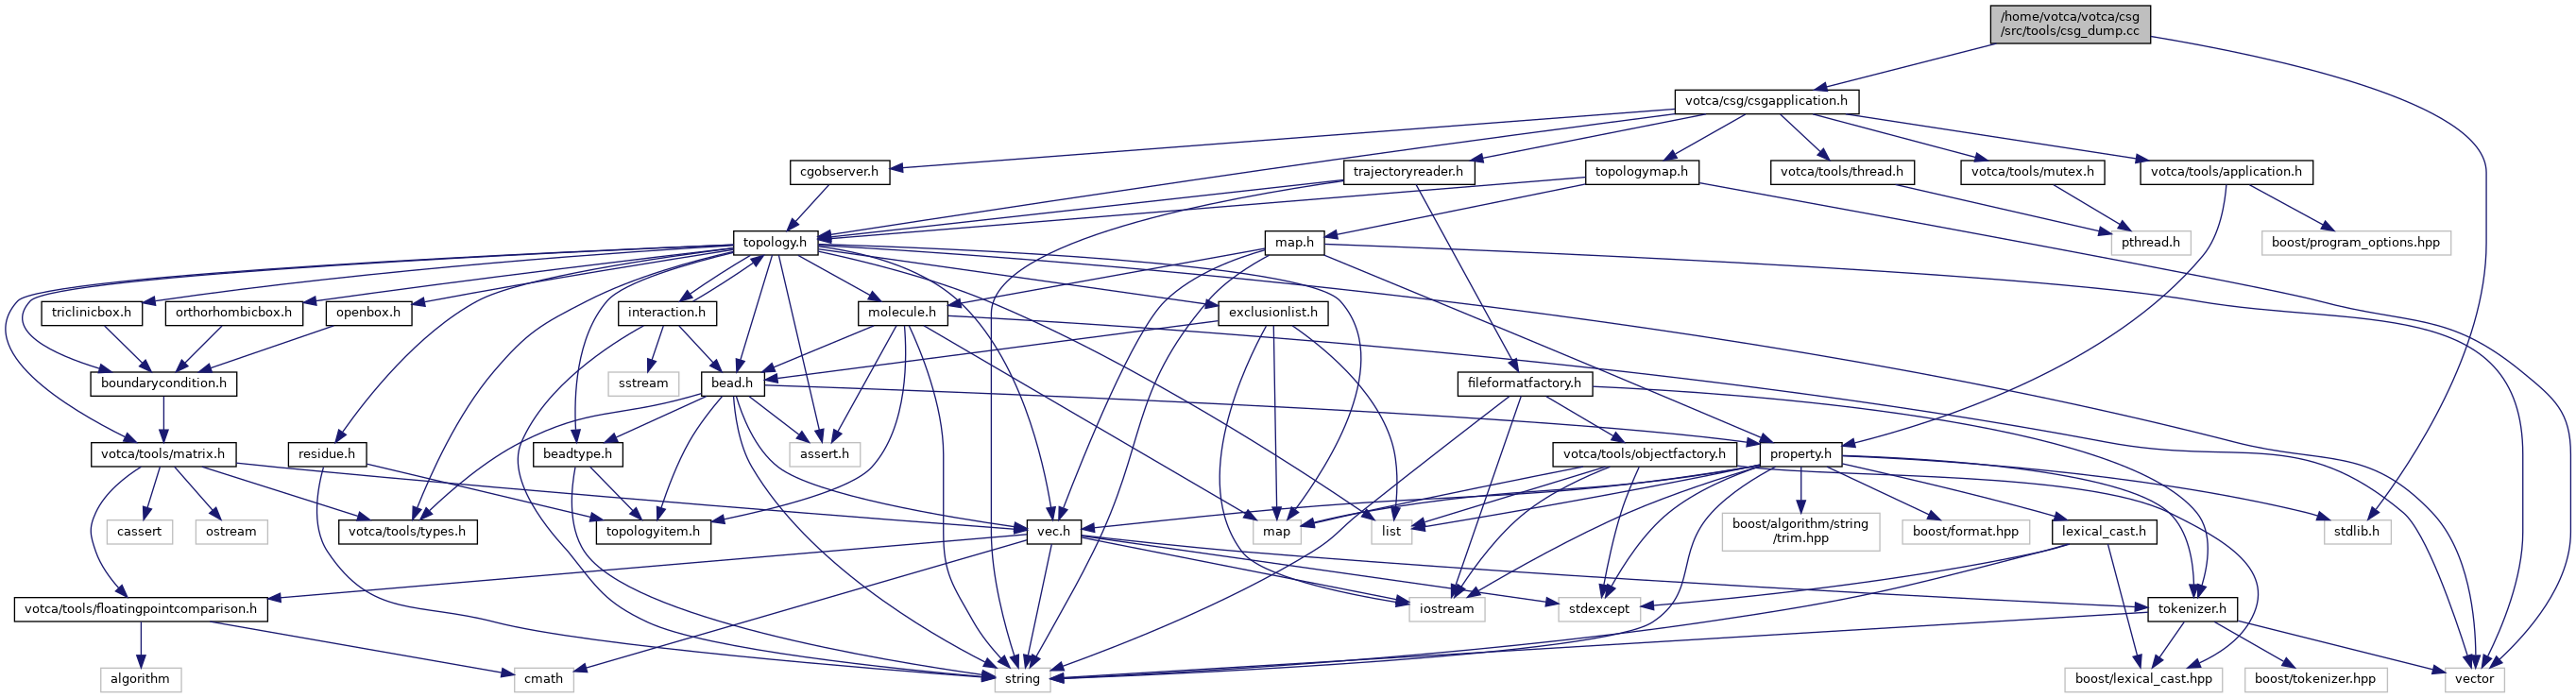 /home/votca/votca/csg
/src/tools/csg_dump.cc
votca/csg/csgapplication.h
cgobserver.h
trajectoryreader.h
topologymap.h
votca/tools/thread.h
votca/tools/mutex.h
votca/tools/application.h
topology.h
map.h
pthread.h
boost/program_options.hpp
triclinicbox.h
orthorhombicbox.h
openbox.h
interaction.h
molecule.h
exclusionlist.h
boundarycondition.h
sstream
bead.h
fileformatfactory.h
votca/tools/matrix.h
residue.h
beadtype.h
assert.h
votca/tools/objectfactory.h
property.h
cassert
ostream
votca/tools/types.h
topologyitem.h
vec.h
map
list
boost/algorithm/string
/trim.hpp
boost/format.hpp
lexical_cast.h
stdlib.h
votca/tools/floatingpointcomparison.h
iostream
stdexcept
tokenizer.h
algorithm
cmath
string
boost/lexical_cast.hpp
boost/tokenizer.hpp
vector